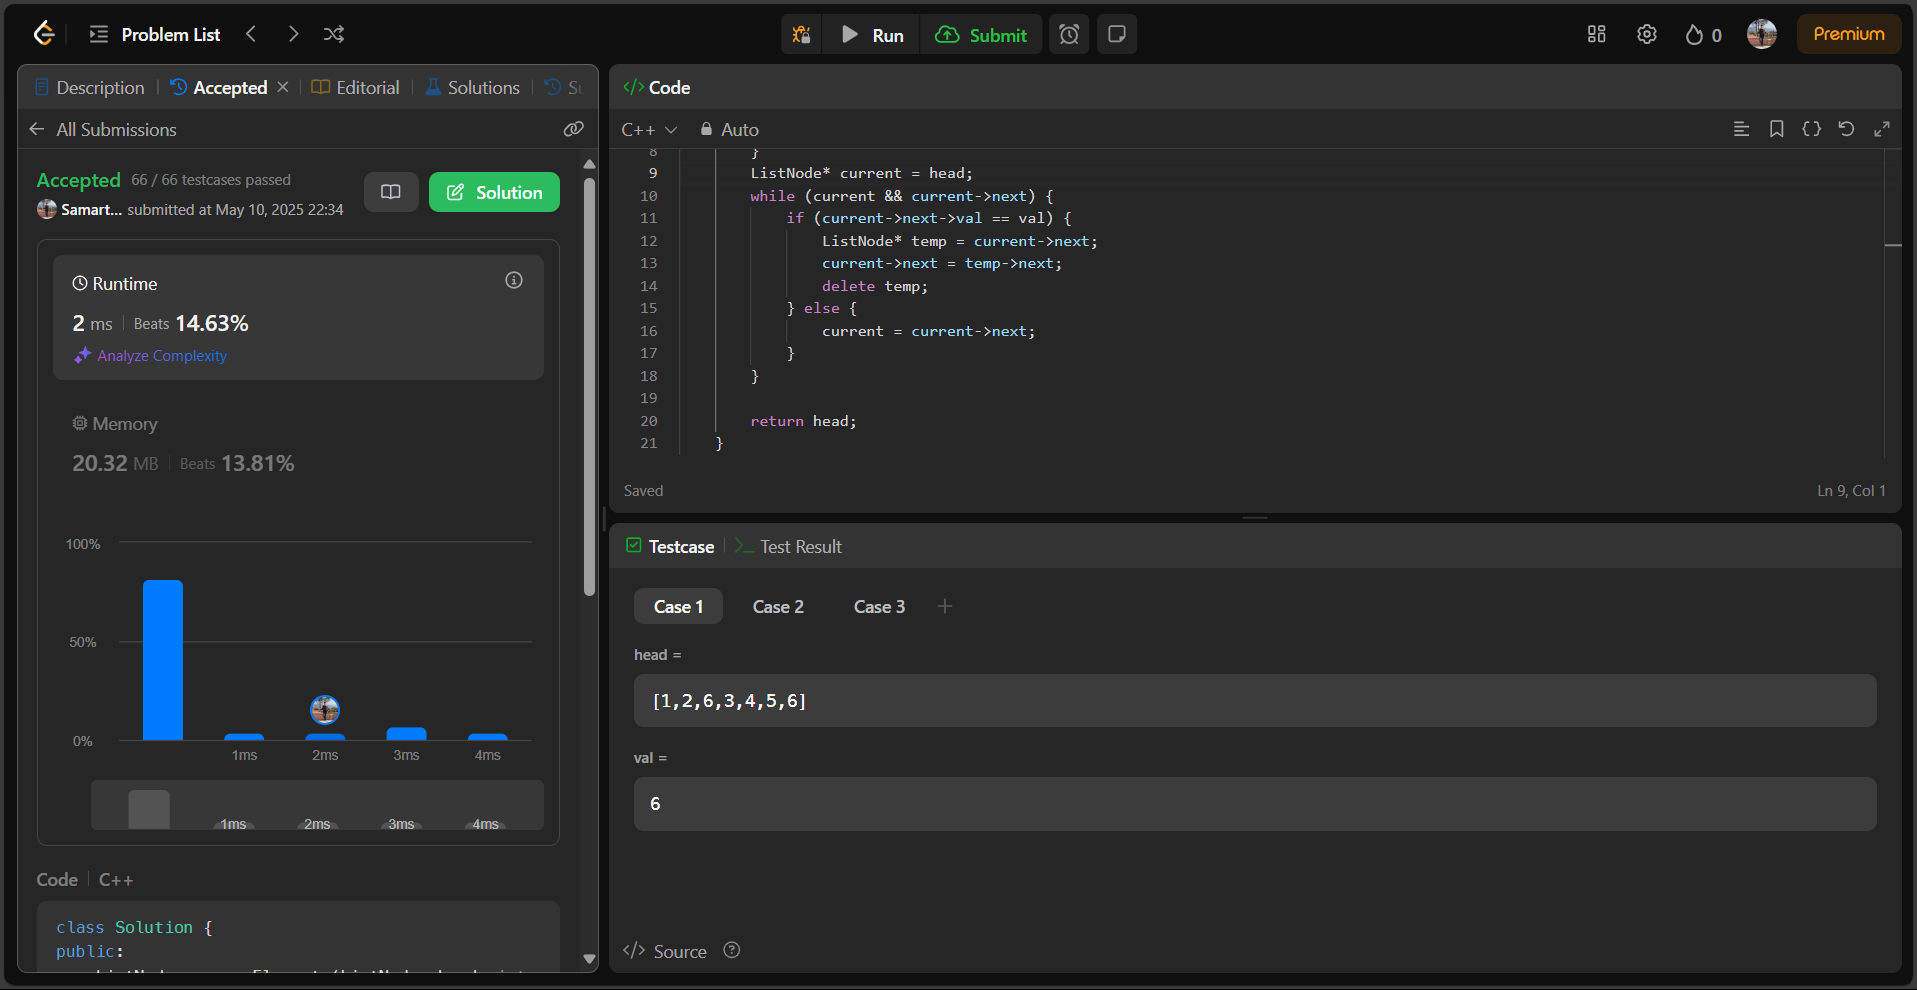 Problem List
Run
Submit
0
Premium
Description
Accepted
Editorial
Solutions
All Submissions
Accepted 66 / 66 testcases passed
Samart... submitted at May 10, 2025 22:34
Solution
Runtime
2 ms Beats 14.63%
Analyze Complexity
Memory
20.32 MB Beats 13.81%
100%
50%
0%
1ms 2ms 3ms 4ms
1ms 2ms 3ms 4ms
Code C++
class Solution {
public:
</> Code
C++ Auto
8 }
9 ListNode* current = head;
10 while (current && current->next) {
11 if (current->next->val == val) {
12 ListNode* temp = current->next;
13 current->next = temp->next;
14 delete temp;
15 } else {
16 current = current->next;
17 }
18 }
19
20 return head;
21 }
Saved
Ln 9, Col 1
Testcase
Test Result
Case 1 Case 2 Case 3
head =
[1,2,6,3,4,5,6]
val =
6
</> Source